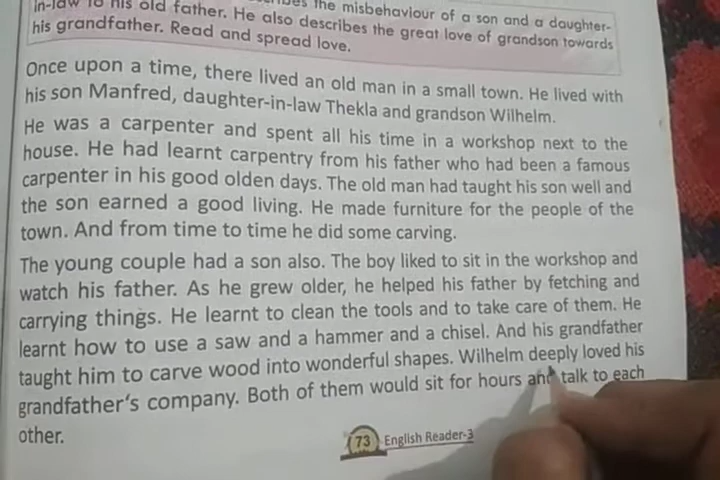 the misbehaviour of a son and a daughter-
in-law to his old father. He also describes the great love of grandson towards
his grandfather. Read and spread love.
Once upon a time, there lived an old man in a small town. He lived with
his son Manfred, daughter-in-law Thekla and grandson Wilhelm.
He was a carpenter and spent all his time in a workshop next to the
house. He had learnt carpentry from his father who had been a famous
carpenter in his good olden days. The old man had taught his son well and
the son earned a good living. He made furniture for the people of the
town. And from time to time he did some carving.
The young couple had a son also. The boy liked to sit in the workshop and
watch his father. As he grew older, he helped his father by fetching and
carrying things. He learnt to clean the tools and to take care of them. He
learnt how to use a saw and a hammer and a chisel. And his grandfather
taught him to carve wood into wonderful shapes. Wilhelm deeply loved his
grandfather's company. Both of them would sit for hours and talk to each
other.
73 English Reader-3